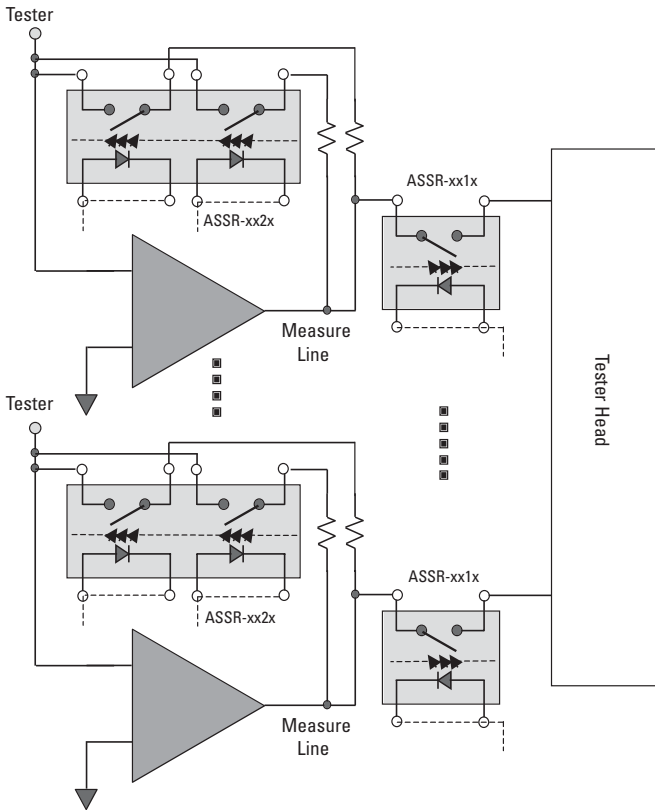 Tester
ASSR-xx2x
ASSR-xx1x
Measure
Line
Tester Head
Tester
ASSR-xx2x
ASSR-xx1x
Measure
Line